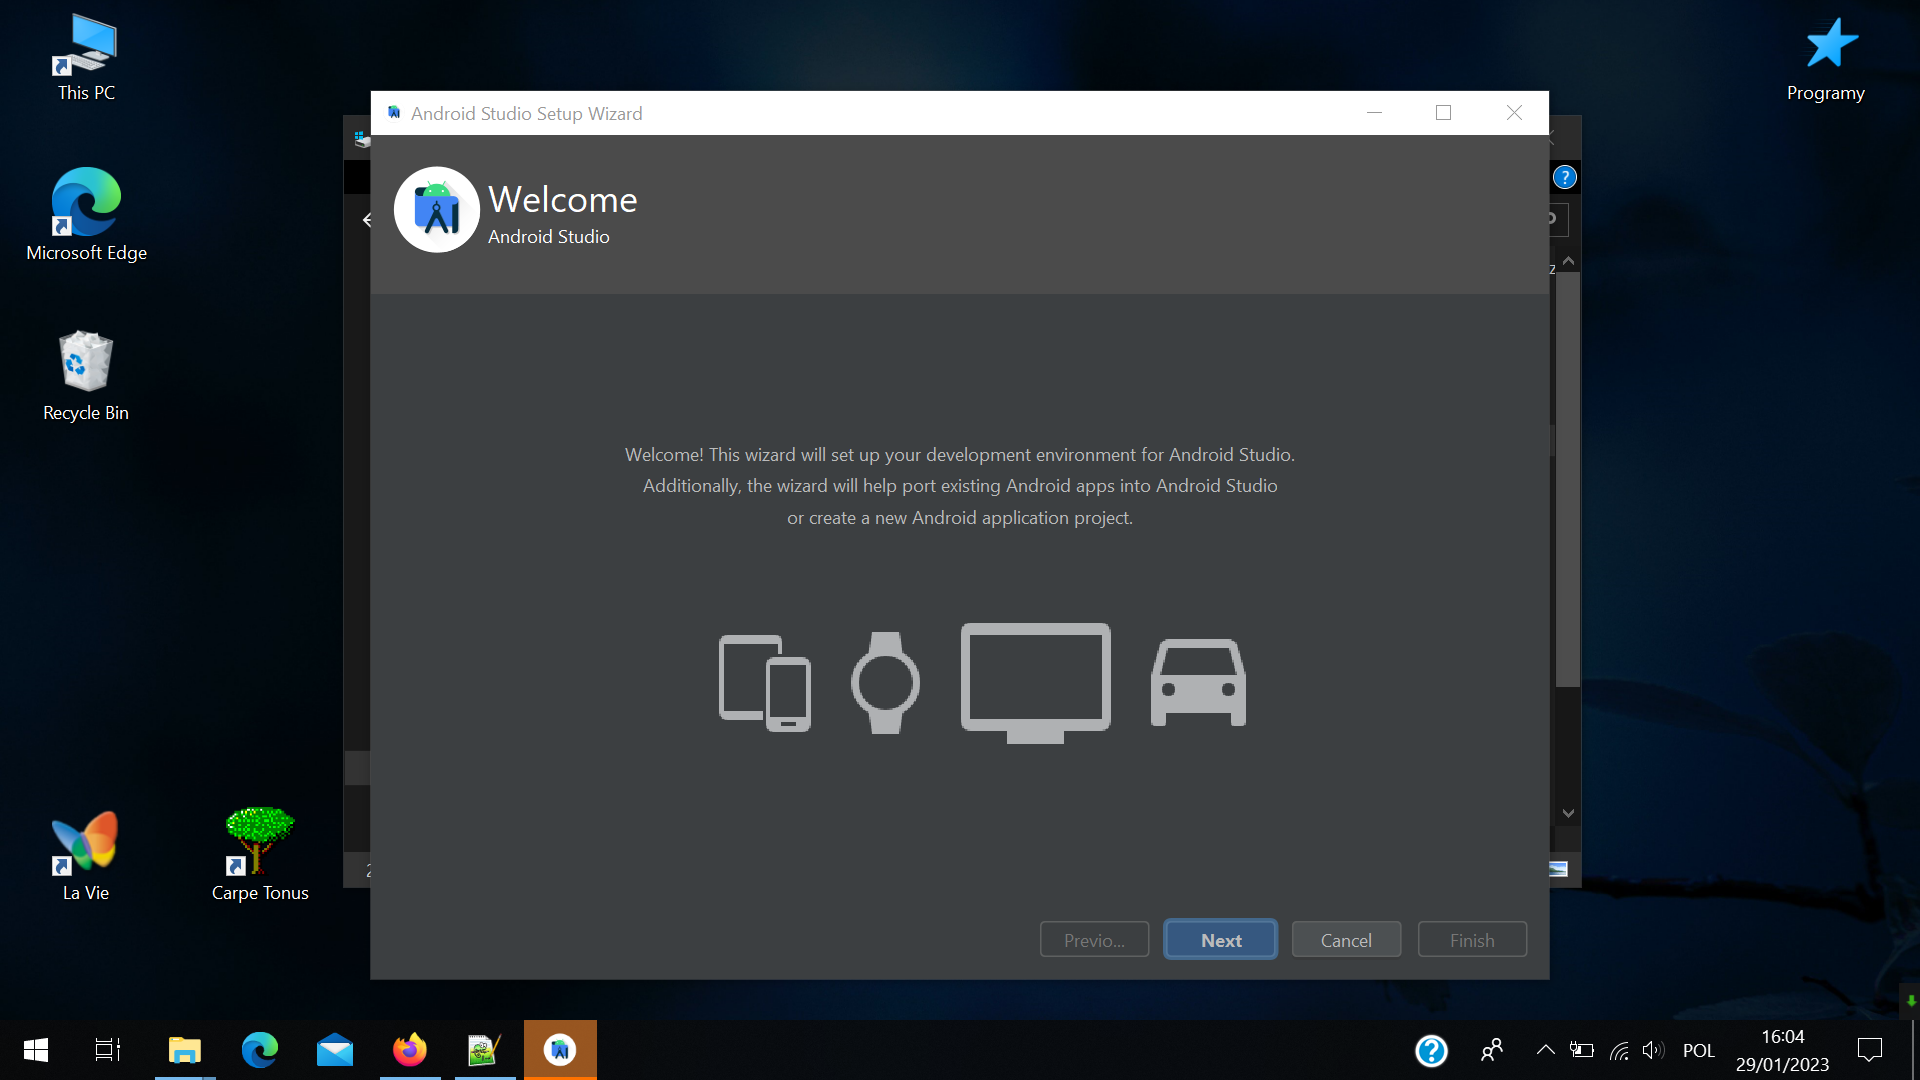 This PC
Programy
Android Studio Setup Wizard
Welcome
Android Studio
Microsoft Edge
Recycle Bin
Welcome! This wizard will set up your development environment for Android Studio.
Additionally, the wizard will help port existing Android apps into Android Studio
or create a new Android application project.
La Vie
Carpe Tonus
Previo...
Next
Cancel
Finish
POL
16:04
29/01/2023